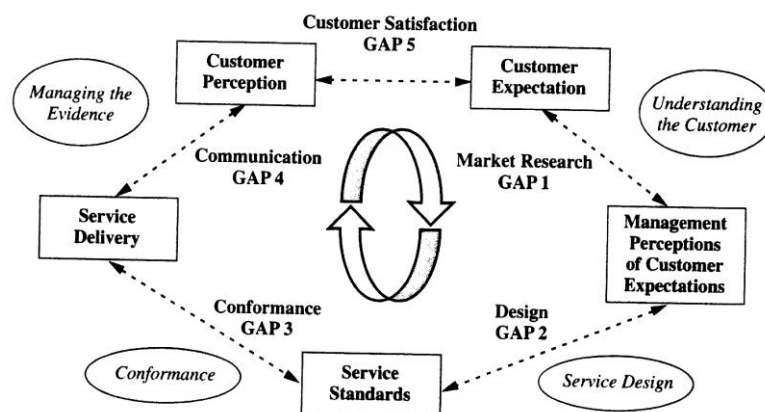 Customer Satisfaction
GAP 5
Customer
Perception
Customer
Expectation
Managing the
Evidence
Understanding
the Customer
Communication
GAP 4
Market Research
GAP 1
Service
Delivery
Management
Perceptions
of Customer
Expectations
Conformance
GAP 3
Design
GAP 2
Conformance
Service
Standards
Service Design